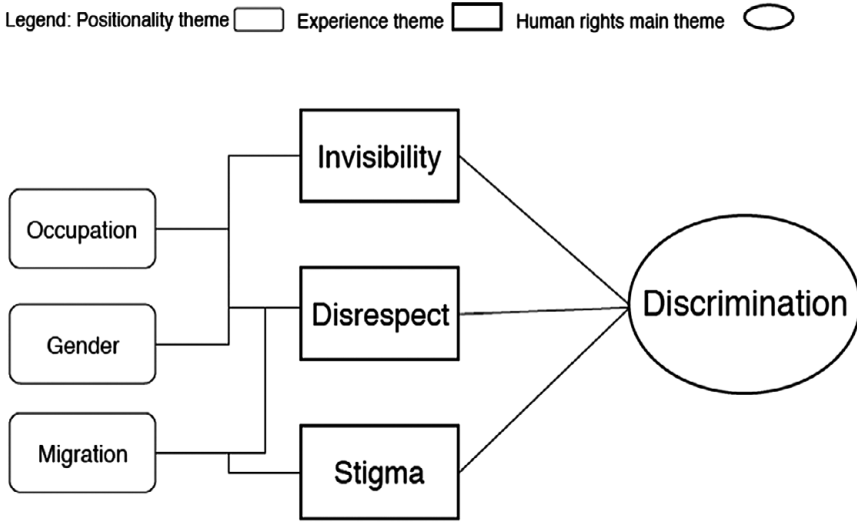 Legend: Positionality theme Experience theme Human rights main theme
Invisibility
Occupation
Disrespect
Discrimination
Gender
Migration
Stigma